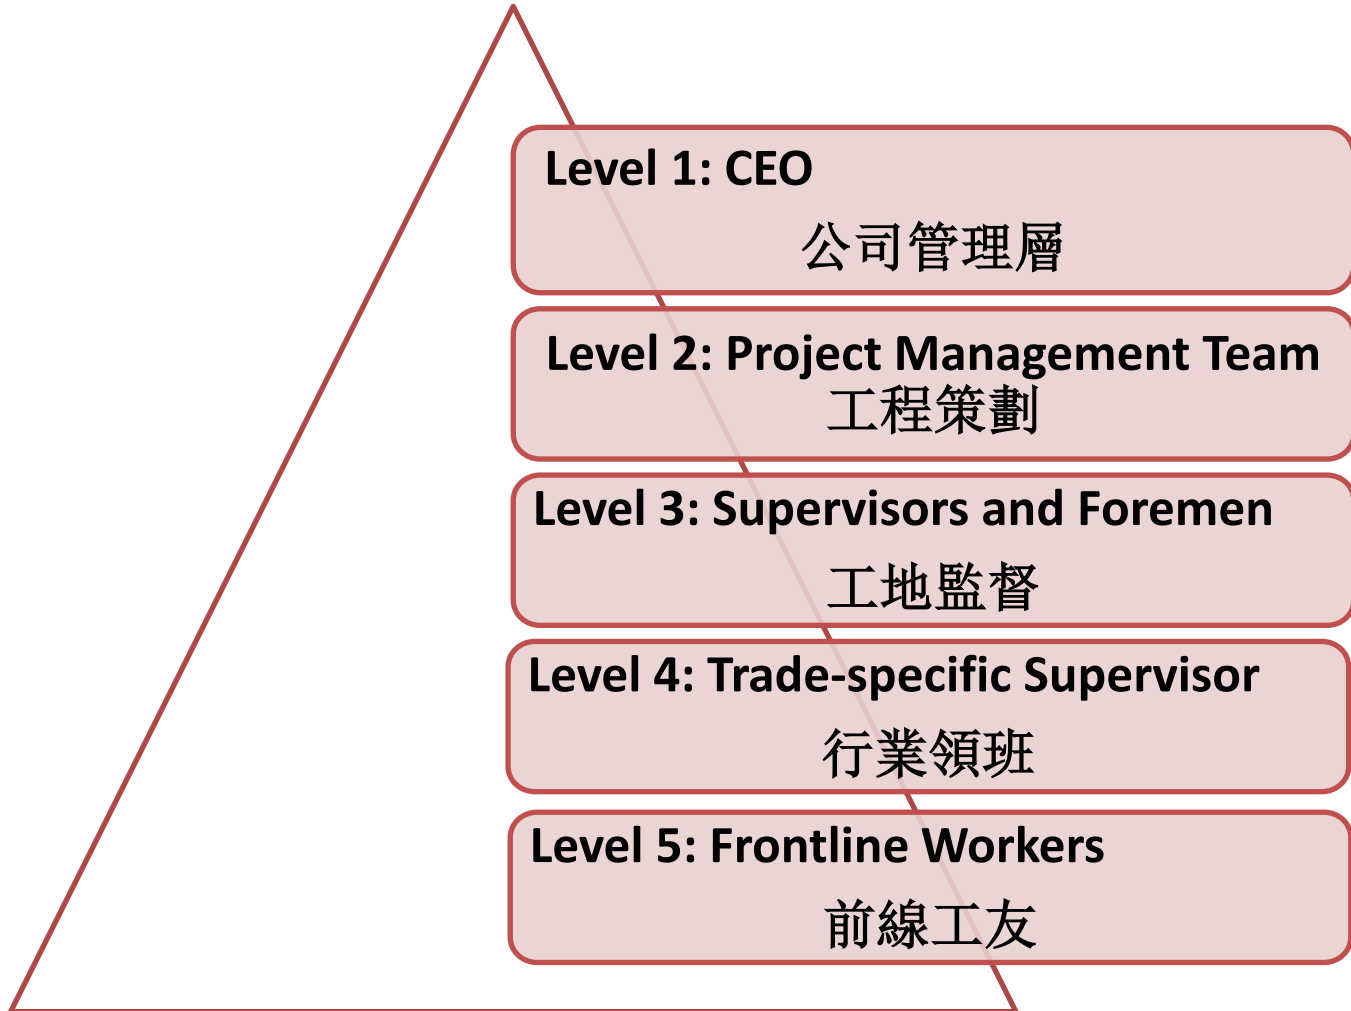 Level 1: CEO
公司管理層
Level 2: Project Management Team
工程策劃
Level 3: Supervisors and Foremen
工地監督
Level 4: Trade-specific Supervisor
行業領班
Level 5: Frontline Workers
前線工友